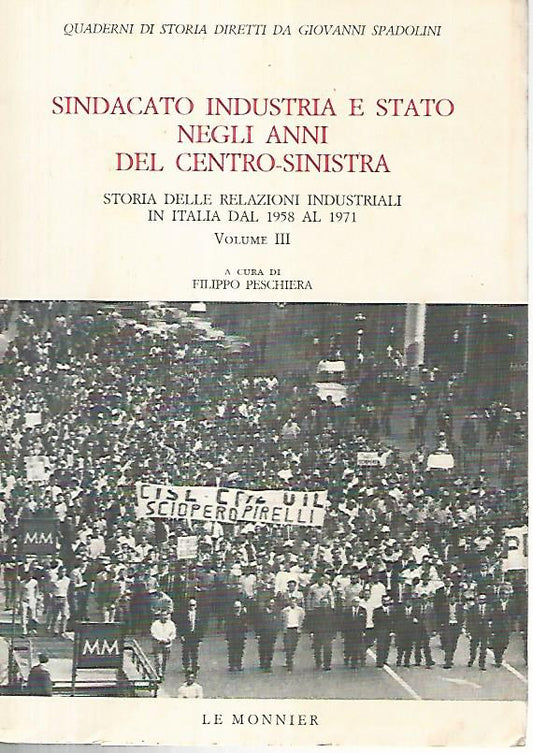 QUADERNI DI STORIA DIRETTI DA GIOVANNI SPADOLINI
SINDACATO INDUSTRIA E STATO
NEGLI ANNI
DEL CENTRO-SINISTRA
STORIA DELLE RELAZIONI INDUSTRIALI
IN ITALIA DAL 1958 AL 1971
VOLUME III
A CURA DI
FILIPPO PESCHIERA
CISL-CGIL UIL
SCIOPERO PIRELLI
MM
MM
LE MONNIER